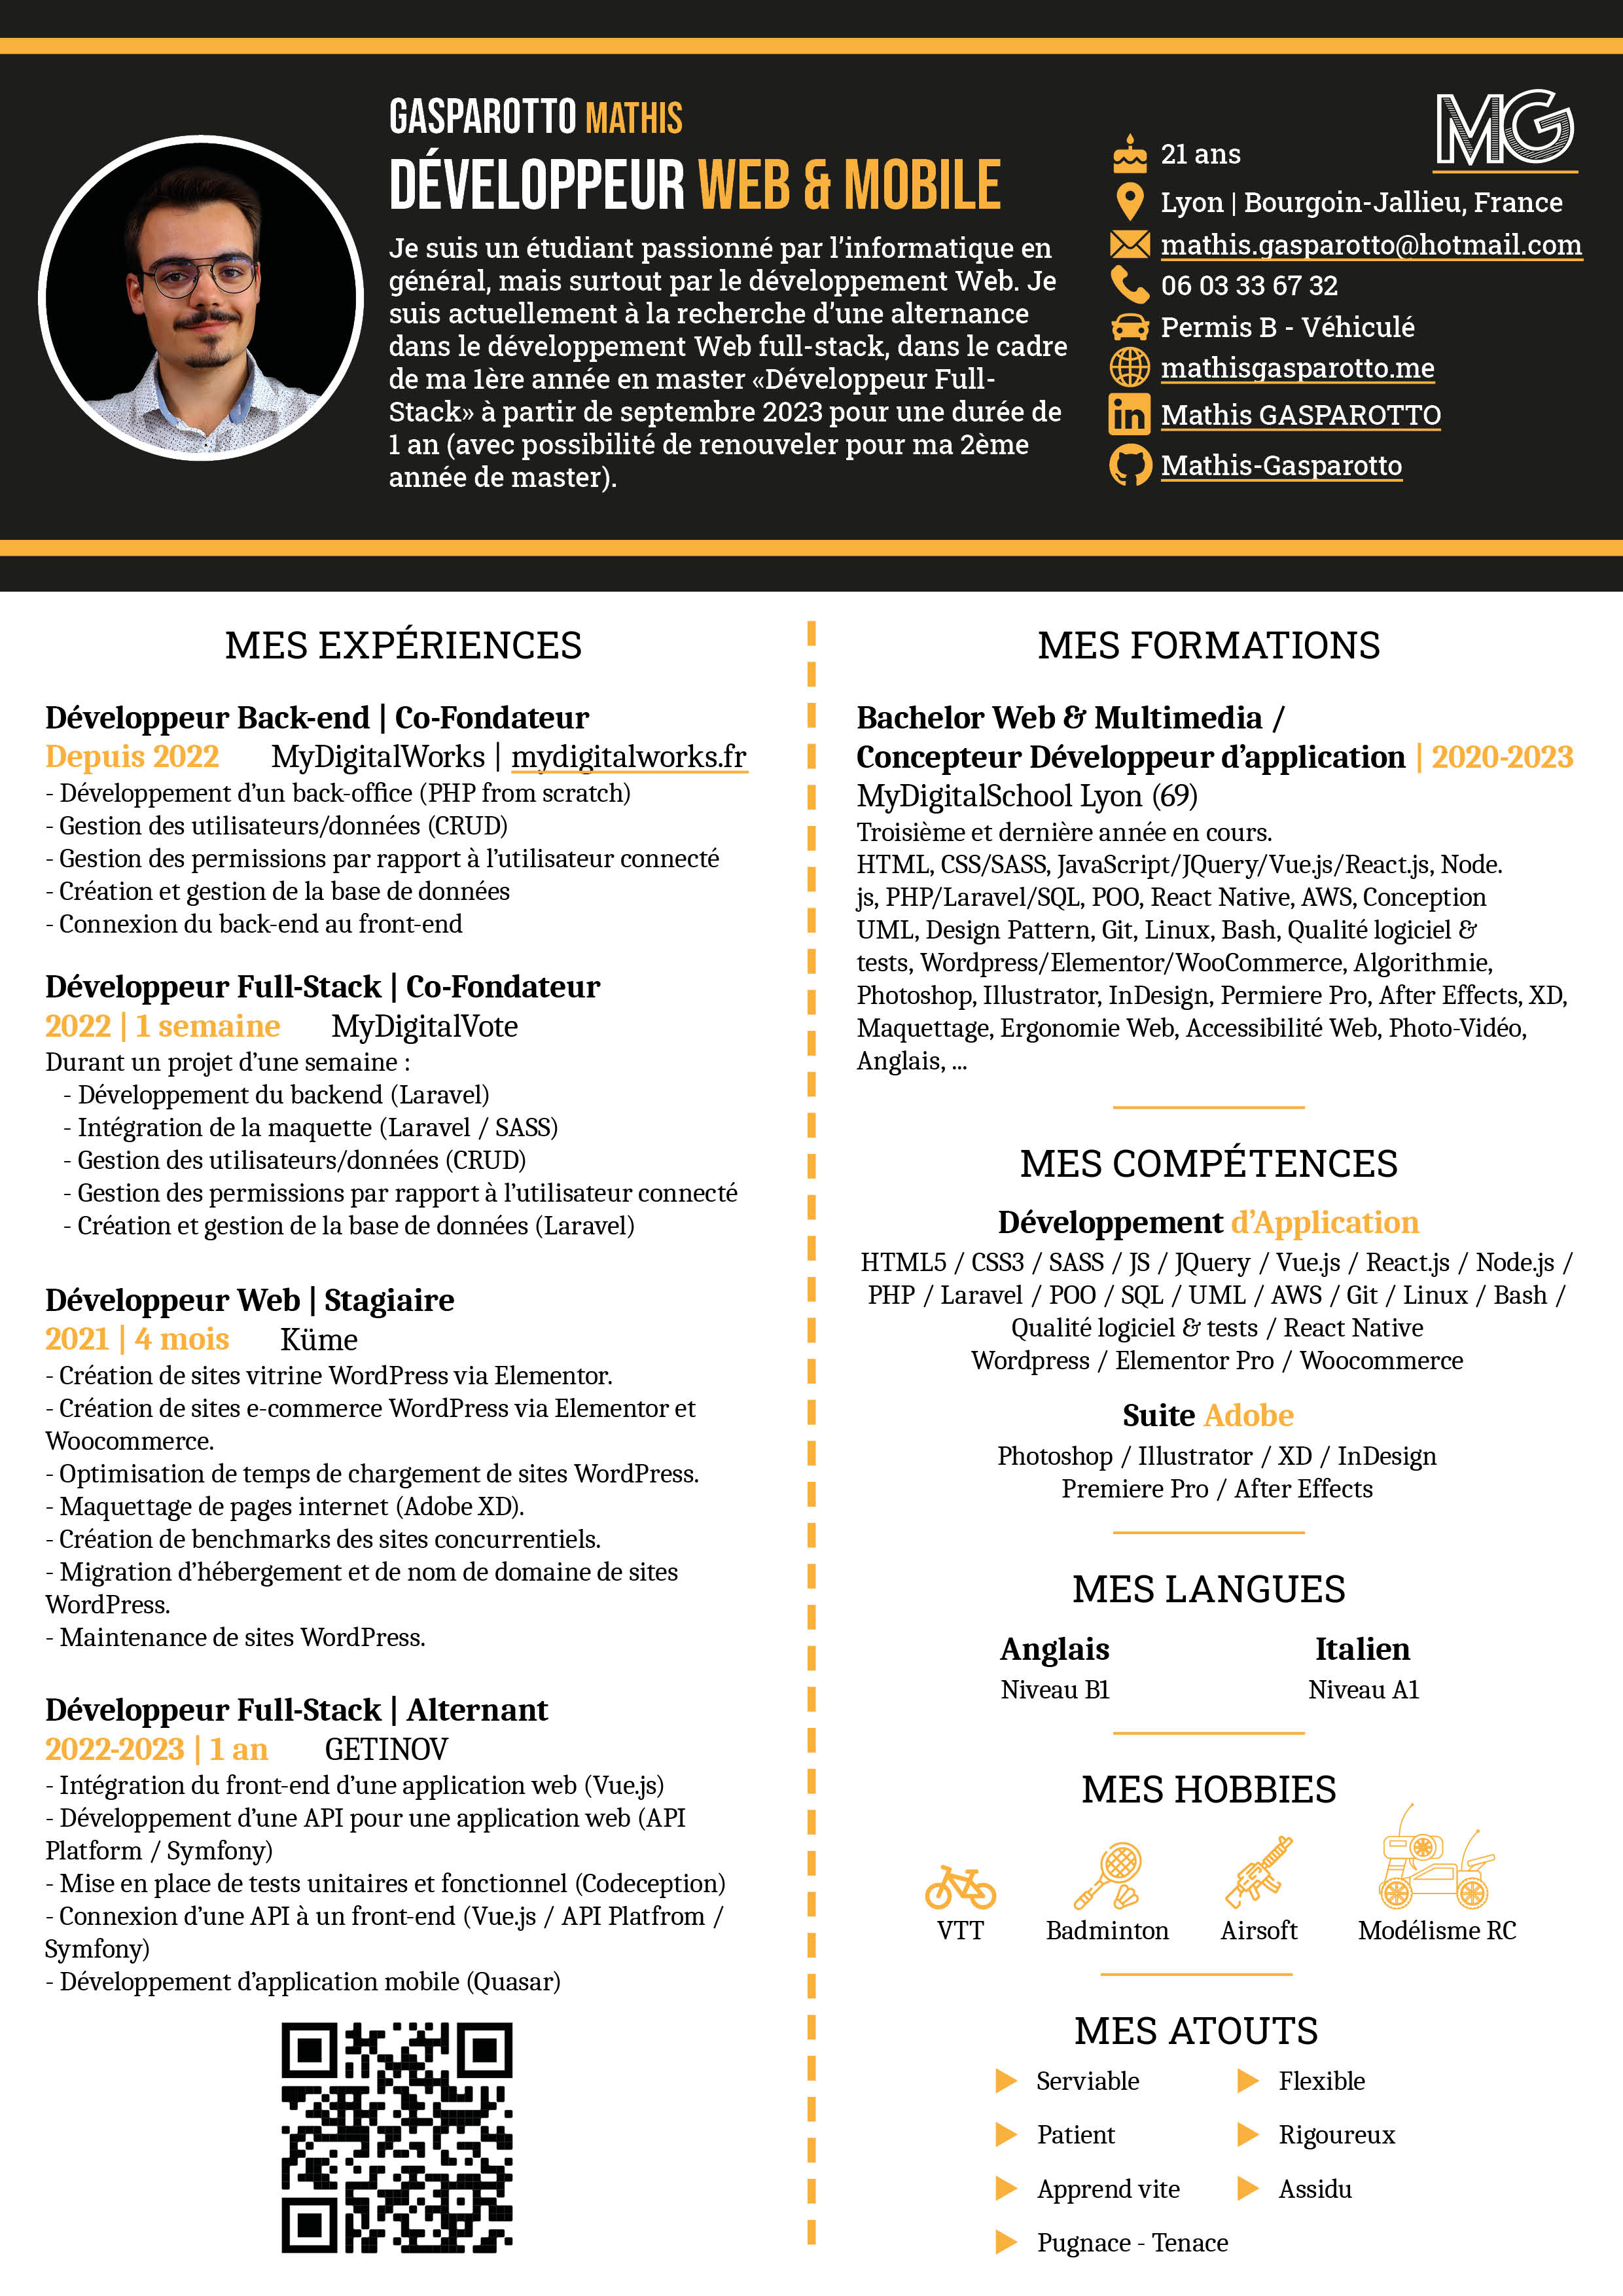 GASPAROTTO MATHIS
DÉVELOPPEUR WEB & MOBILE
Je suis un étudiant passionné par l'informatique en
général, mais surtout par le développement Web. Je
suis actuellement à la recherche d'une alternance
dans le développement Web full-stack, dans le cadre
de ma 1ère année en master «Développeur Full-
Stack» à partir de septembre 2023 pour une durée de
1 an (avec possibilité de renouveler pour ma 2ème
année de master).
MG
21 ans
Lyon | Bourgoin-Jallieu, France
mathis.gasparotto@hotmail.com
06 03 33 67 32
Permis B - Véhiculé
mathisgasparotto.me
in Mathis GASPAROTTO
Mathis-Gasparotto
MES EXPÉRIENCES
Développeur Back-end | Co-Fondateur
Depuis 2022 MyDigitalWorks | mydigitalworks.fr
- Développement d'un back-office (PHP from scratch)
- Gestion des utilisateurs/données (CRUD)
- Gestion des permissions par rapport à l'utilisateur connecté
- Création et gestion de la base de données
- Connexion du back-end au front-end
Développeur Full-Stack | Co-Fondateur
2022 | 1 semaine MyDigitalVote
Durant un projet d'une semaine :
- Développement du backend (Laravel)
- Intégration de la maquette (Laravel / SASS)
- Gestion des utilisateurs/données (CRUD)
- Gestion des permissions par rapport à l'utilisateur connecté
- Création et gestion de la base de données (Laravel)
Développeur Web | Stagiaire
2021 | 4 mois Küme
- Création de sites vitrine WordPress via Elementor.
- Création de sites e-commerce WordPress via Elementor et
Woocommerce.
- Optimisation de temps de chargement de sites WordPress.
- Maquettage de pages internet (Adobe XD).
- Création de benchmarks des sites concurrentiels.
- Migration d'hébergement et de nom de domaine de sites
WordPress.
- Maintenance de sites WordPress.
Développeur Full-Stack | Alternant
2022-2023 | 1 an GETINOV
- Intégration du front-end d'une application web (Vue.js)
- Développement d'une API pour une application web (API
Platform / Symfony)
- Mise en place de tests unitaires et fonctionnel (Codeception)
- Connexion d'une API à un front-end (Vue.js / API Platfrom /
Symfony)
- Développement d'application mobile (Quasar)
MES FORMATIONS
Bachelor Web & Multimedia /
Concepteur Développeur d'application | 2020-2023
MyDigitalSchool Lyon (69)
Troisième et dernière année en cours.
HTML, CSS/SASS, JavaScript/JQuery/Vue.js/React.js, Node.
js, PHP/Laravel/SQL, POO, React Native, AWS, Conception
UML, Design Pattern, Git, Linux, Bash, Qualité logiciel &
tests, Wordpress/Elementor/WooCommerce, Algorithmie,
Photoshop, Illustrator, InDesign, Permiere Pro, After Effects, XD,
Maquettage, Ergonomie Web, Accessibilité Web, Photo-Vidéo,
Anglais, ...
MES COMPÉTENCES
Développement d'Application
HTML5 / CSS3 / SASS / JS / JQuery / Vue.js / React.js / Node.js /
PHP / Laravel / POO / SQL / UML / AWS / Git / Linux / Bash /
Qualité logiciel & tests / React Native
Wordpress / Elementor Pro / Woocommerce
Suite Adobe
Photoshop / Illustrator / XD / InDesign
Premiere Pro / After Effects
MES LANGUES
Anglais Italien
Niveau B1 Niveau A1
MES HOBBIES
VTT Badminton Airsoft Modélisme RC
MES ATOUTS
Serviable Flexible
Patient Rigoureux
Apprend vite Assidu
Pugnace - Tenace